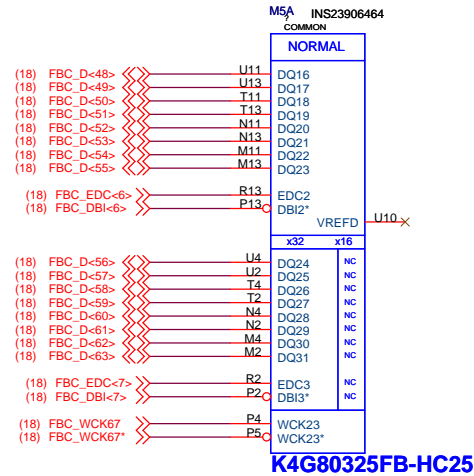 M5A INS23906464
?
COMMON
NORMAL
(18) FBC_D<48> U11 DQ16
(18) FBC_D<49> U13 DQ17
(18) FBC_D<50> T11 DQ18
(18) FBC_D<51> T13 DQ19
(18) FBC_D<52> N11 DQ20
(18) FBC_D<53> N13 DQ21
(18) FBC_D<54> M11 DQ22
(18) FBC_D<55> M13 DQ23
(18) FBC_EDC<6> R13 EDC2
(18) FBC_DBI<6> P13 DBI2*
VREFD U10
x32 x16
(18) FBC_D<56> U4 DQ24 NC
(18) FBC_D<57> U2 DQ25 NC
(18) FBC_D<58> T4 DQ26 NC
(18) FBC_D<59> T2 DQ27 NC
(18) FBC_D<60> N4 DQ28 NC
(18) FBC_D<61> N2 DQ29 NC
(18) FBC_D<62> M4 DQ30 NC
(18) FBC_D<63> M2 DQ31 NC
(18) FBC_EDC<7> R2 EDC3 NC
(18) FBC_DBI<7> P2 DBI3* NC
(18) FBC_WCK67 P4 WCK23
(18) FBC_WCK67* P5 WCK23*
K4G80325FB-HC25